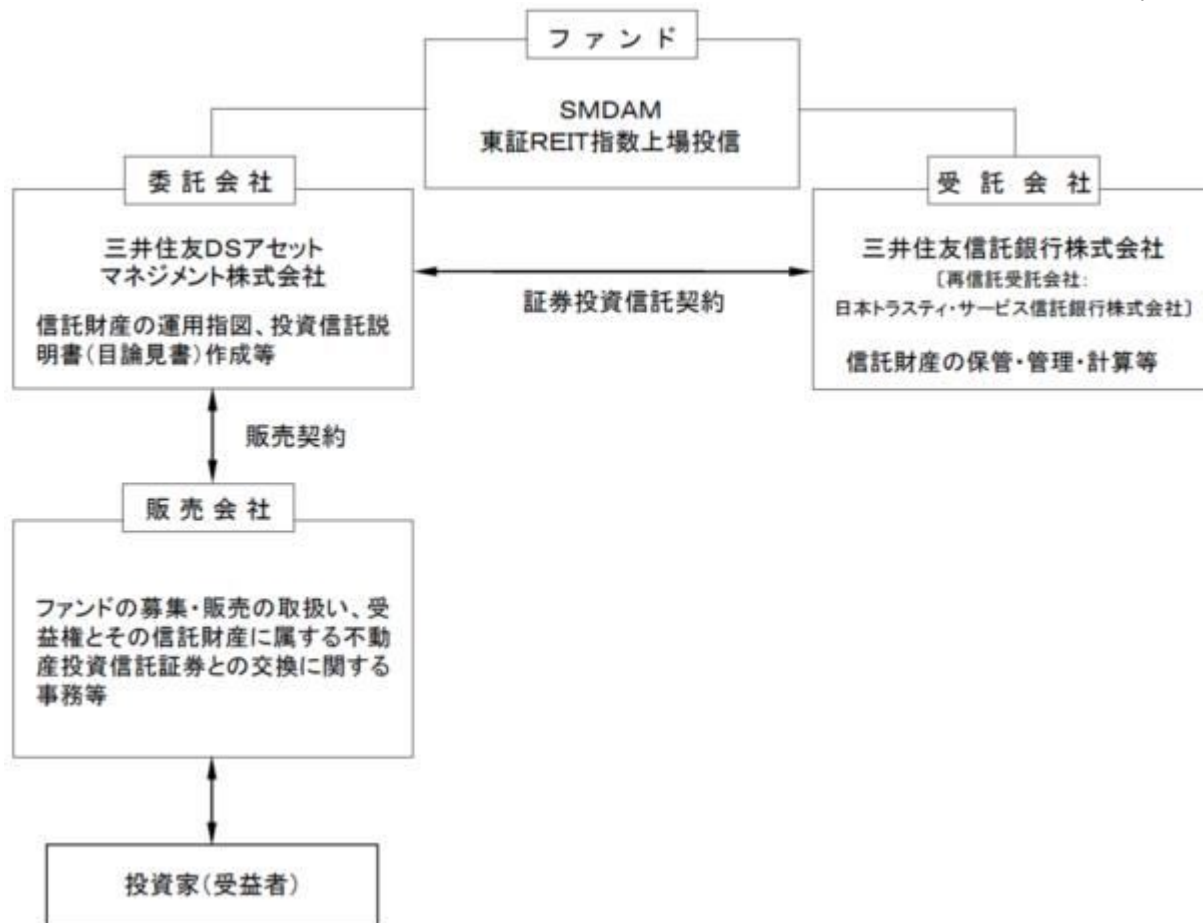 ファンド
SMDAM
東証REIT指数上場投信
委託会社
三井住友DSアセット
マネジメント株式会社
信託財産の運用指図、投資信託説
明書(目論見書)作成等
証券投資信託契約
受託会社
三井住友信託銀行株式会社
〔再信託受託会社:
日本トラスティ・サービス信託銀行株式会社〕
信託財産の保管・管理・計算等
販売契約
販売会社
ファンドの募集・販売の取扱い、受
益権とその信託財産に属する不動
産投資信託証券との交換に関する
事務等
投資家(受益者)